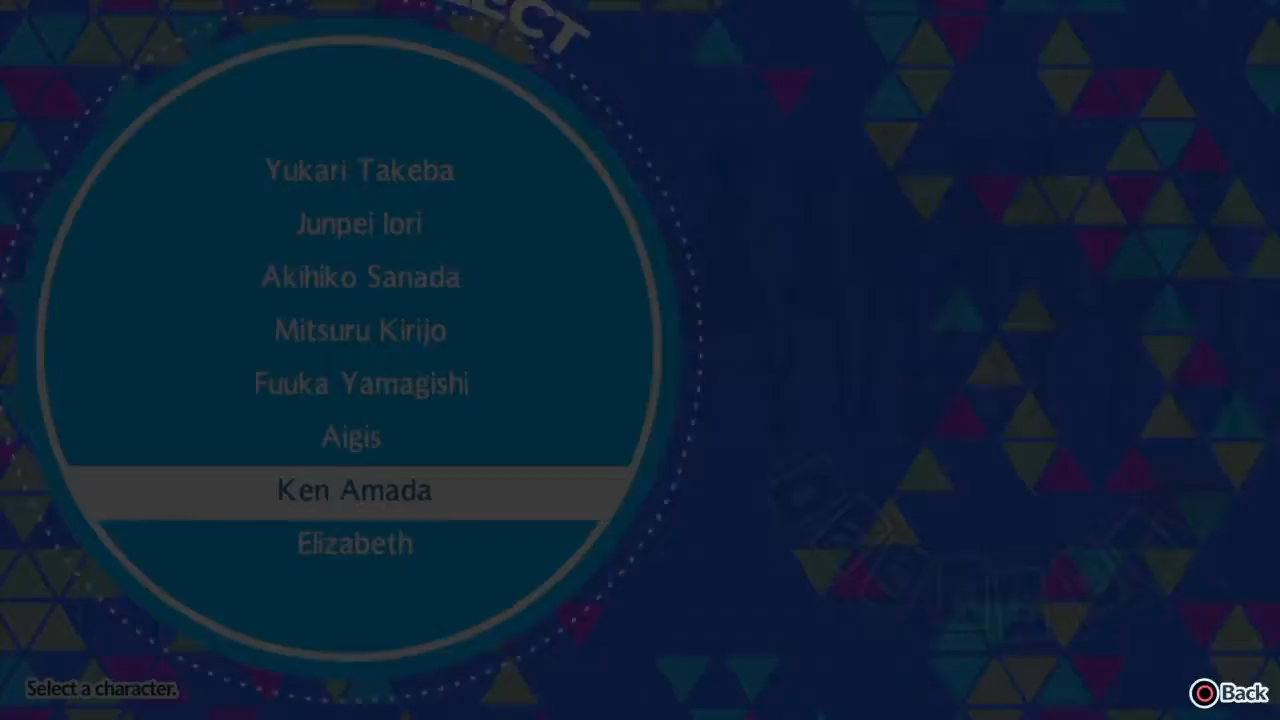 Yukari Takeba
Junpei Iori
Akihiko Sanada
Mitsuru Kirijo
Fuuka Yamagishi
Aigis
Ken Amada
Elizabeth
Select a character.
Back